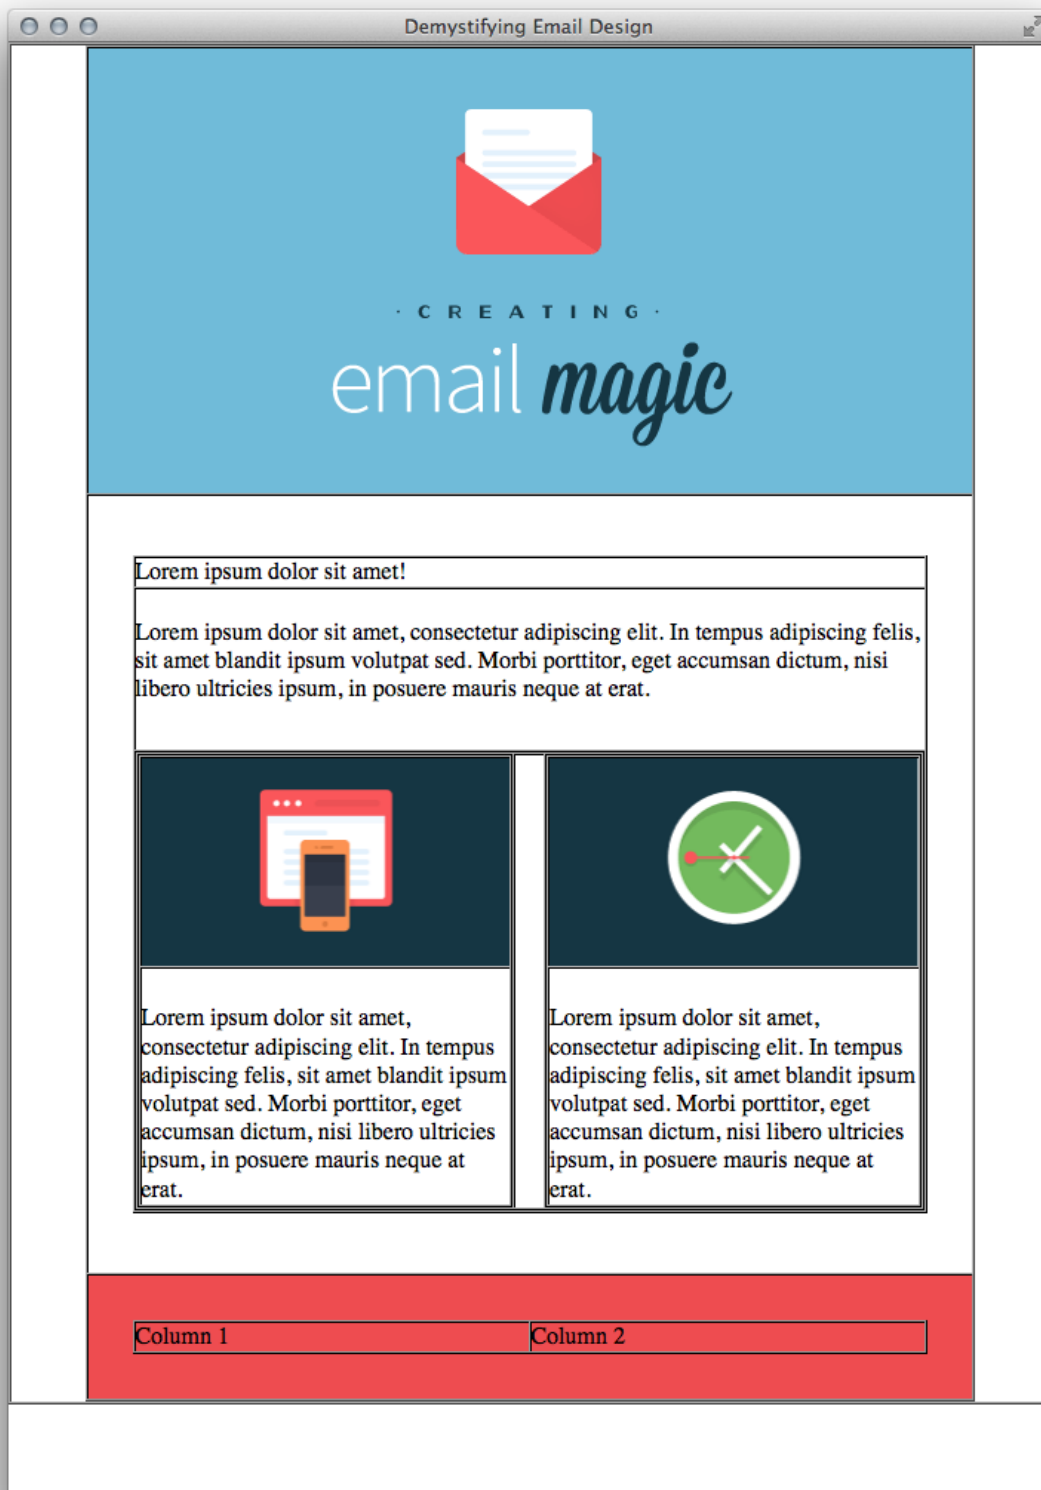 Demystifying Email Design
· CREATING ·
email magic
Lorem ipsum dolor sit amet!
Lorem ipsum dolor sit amet, consectetur adipiscing elit. In tempus adipiscing felis,
sit amet blandit ipsum volutpat sed. Morbi porttitor, eget accumsan dictum, nisi
libero ultricies ipsum, in posuere mauris neque at erat.
Lorem ipsum dolor sit amet,
consectetur adipiscing elit. In tempus
adipiscing felis, sit amet blandit ipsum
volutpat sed. Morbi porttitor, eget
accumsan dictum, nisi libero ultricies
ipsum, in posuere mauris neque at
erat.
Lorem ipsum dolor sit amet,
consectetur adipiscing elit. In tempus
adipiscing felis, sit amet blandit ipsum
volutpat sed. Morbi porttitor, eget
accumsan dictum, nisi libero ultricies
ipsum, in posuere mauris neque at
erat.
Column 1
Column 2